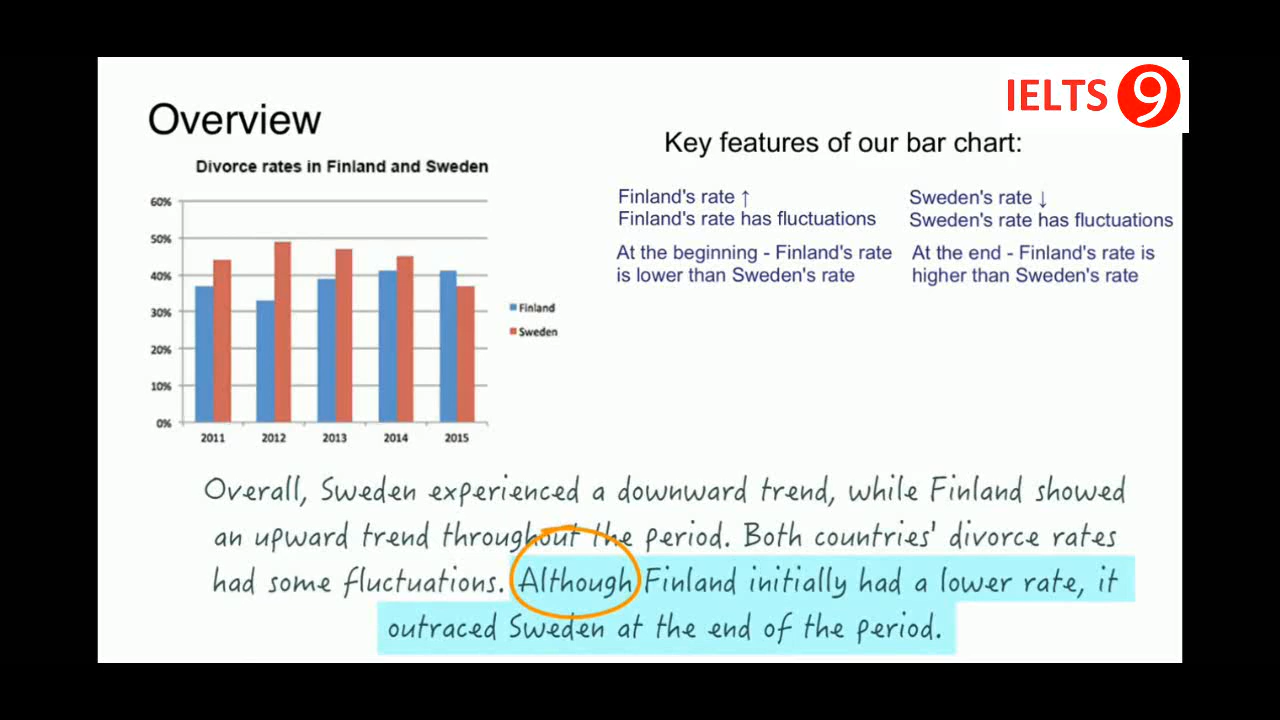 IELTS 9
Overview
Key features of our bar chart:
Divorce rates in Finland and Sweden
60%
50%
40%
30%
20%
10%
0%
2011 2012 2013 2014 2015
Finland
Sweden
Finland's rate ↑
Finland's rate has fluctuations
At the beginning - Finland's rate
is lower than Sweden's rate
Sweden's rate ↓
Sweden's rate has fluctuations
At the end - Finland's rate is
higher than Sweden's rate
Overall, Sweden experienced a downward trend, while Finland showed
an upward trend throughout the period. Both countries' divorce rates
had some fluctuations. Although Finland initially had a lower rate, it
outraced Sweden at the end of the period.